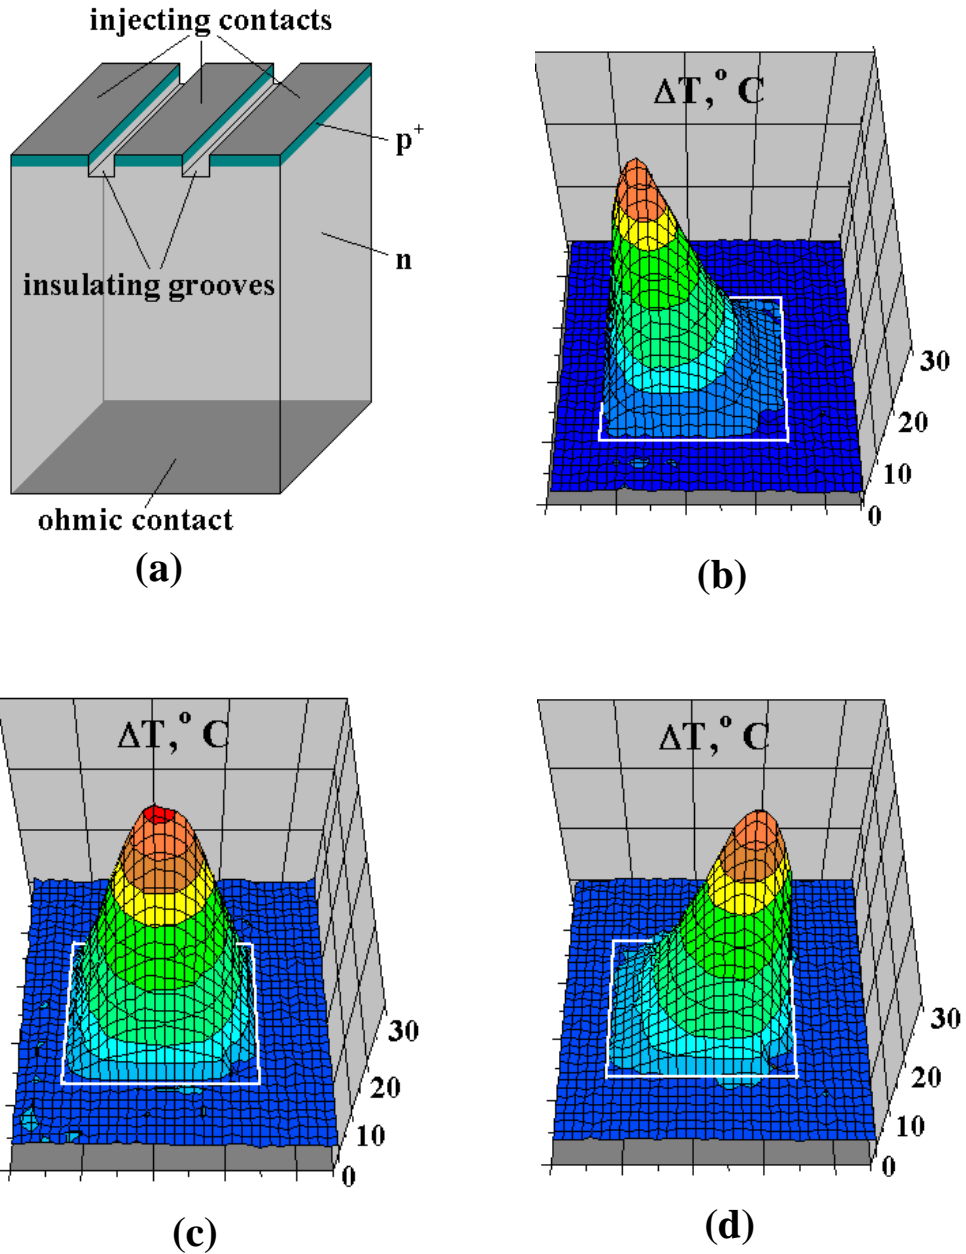 injecting contacts
p+
n
insulating grooves
ohmic contact
(a)
ΔT,° C
30
20
10
0
(b)
ΔT,° C
30
20
10
0
(c)
ΔT,° C
30
20
10
0
(d)